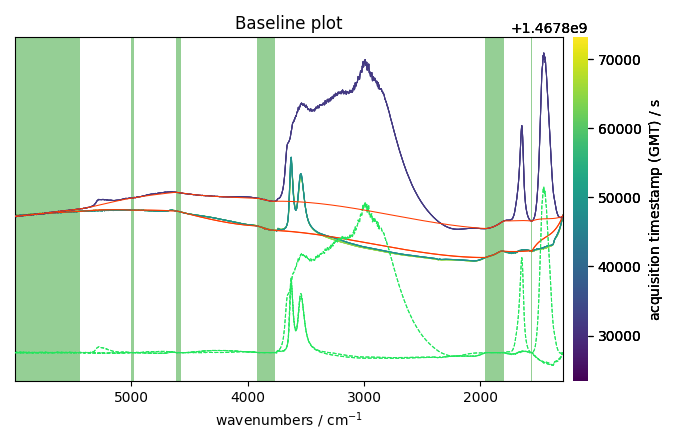 Baseline plot
+1.4678e9
70000
60000
50000
40000
30000
acquisition timestamp (GMT) / s
5000 4000 3000 2000
wavenumbers / cm⁻¹